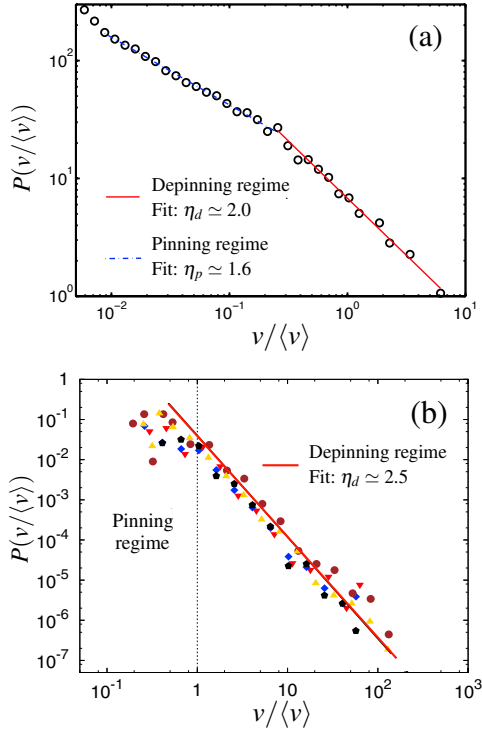 (a)
P(v/⟨v⟩)
10²
10¹
10⁰
Depinning regime
Fit: η_d ≃ 2.0
Pinning regime
Fit: η_p ≃ 1.6
10⁻² 10⁻¹ 10⁰ 10¹
v/⟨v⟩
(b)
P(v/⟨v⟩)
1
10⁻¹
10⁻²
10⁻³
10⁻⁴
10⁻⁵
10⁻⁶
10⁻⁷
Depinning regime
Fit: η_d ≃ 2.5
Pinning
regime
10⁻¹ 1 10 10² 10³
v/⟨v⟩